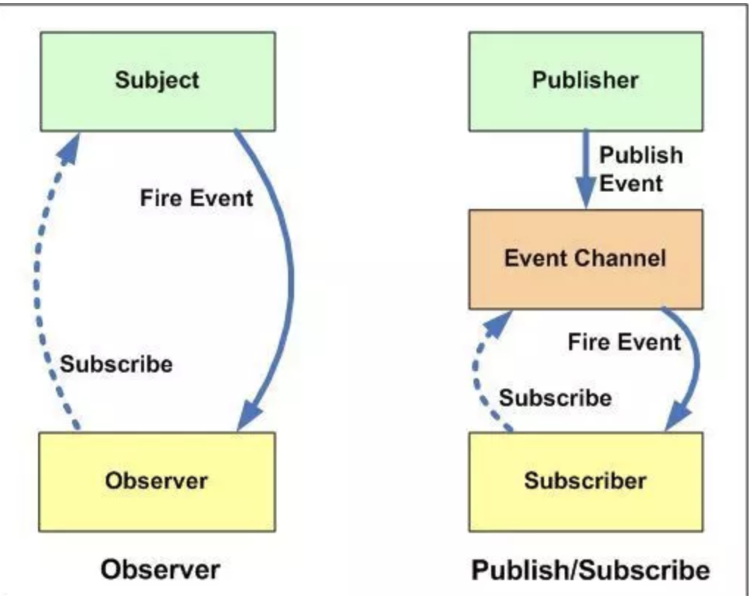 Subject
Fire Event
Subscribe
Observer
Observer
Publisher
Publish
Event
Event Channel
Fire Event
Subscribe
Subscriber
Publish/Subscribe